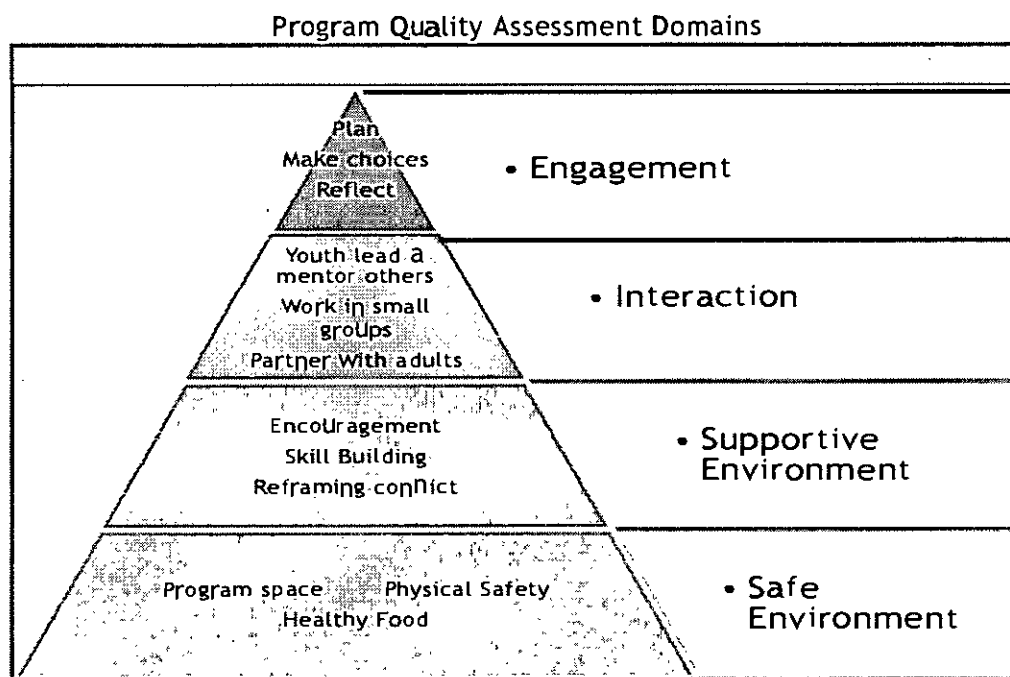 Program Quality Assessment Domains
Plan
Make choices
Reflect
• Engagement
Youth lead a
mentor others
Work in small
groups
Partner With adults
• Interaction
Encouragement
Skill Building
Reframing connict
• Supportive
Environment
Program space Physical Safety
Healthy Food
• Safe
Environment